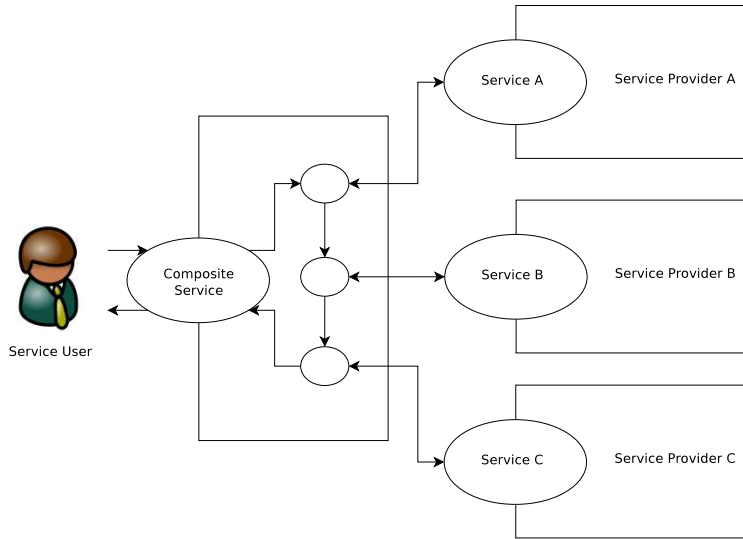 Service A
Service Provider A
Composite
Service
Service B
Service Provider B
Service User
Service C
Service Provider C